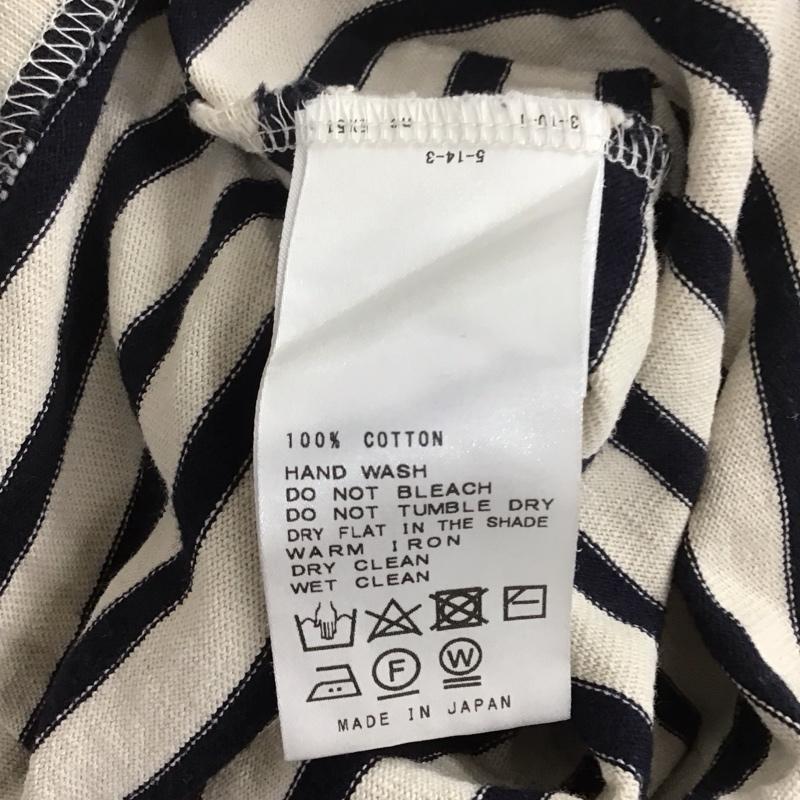 5-14-3
100% COTTON
HAND WASH
DO NOT BLEACH
DO NOT TUMBLE DRY
DRY FLAT IN THE SHADE
WARM IRON
DRY CLEAN
WET CLEAN
F W
MADE IN JAPAN